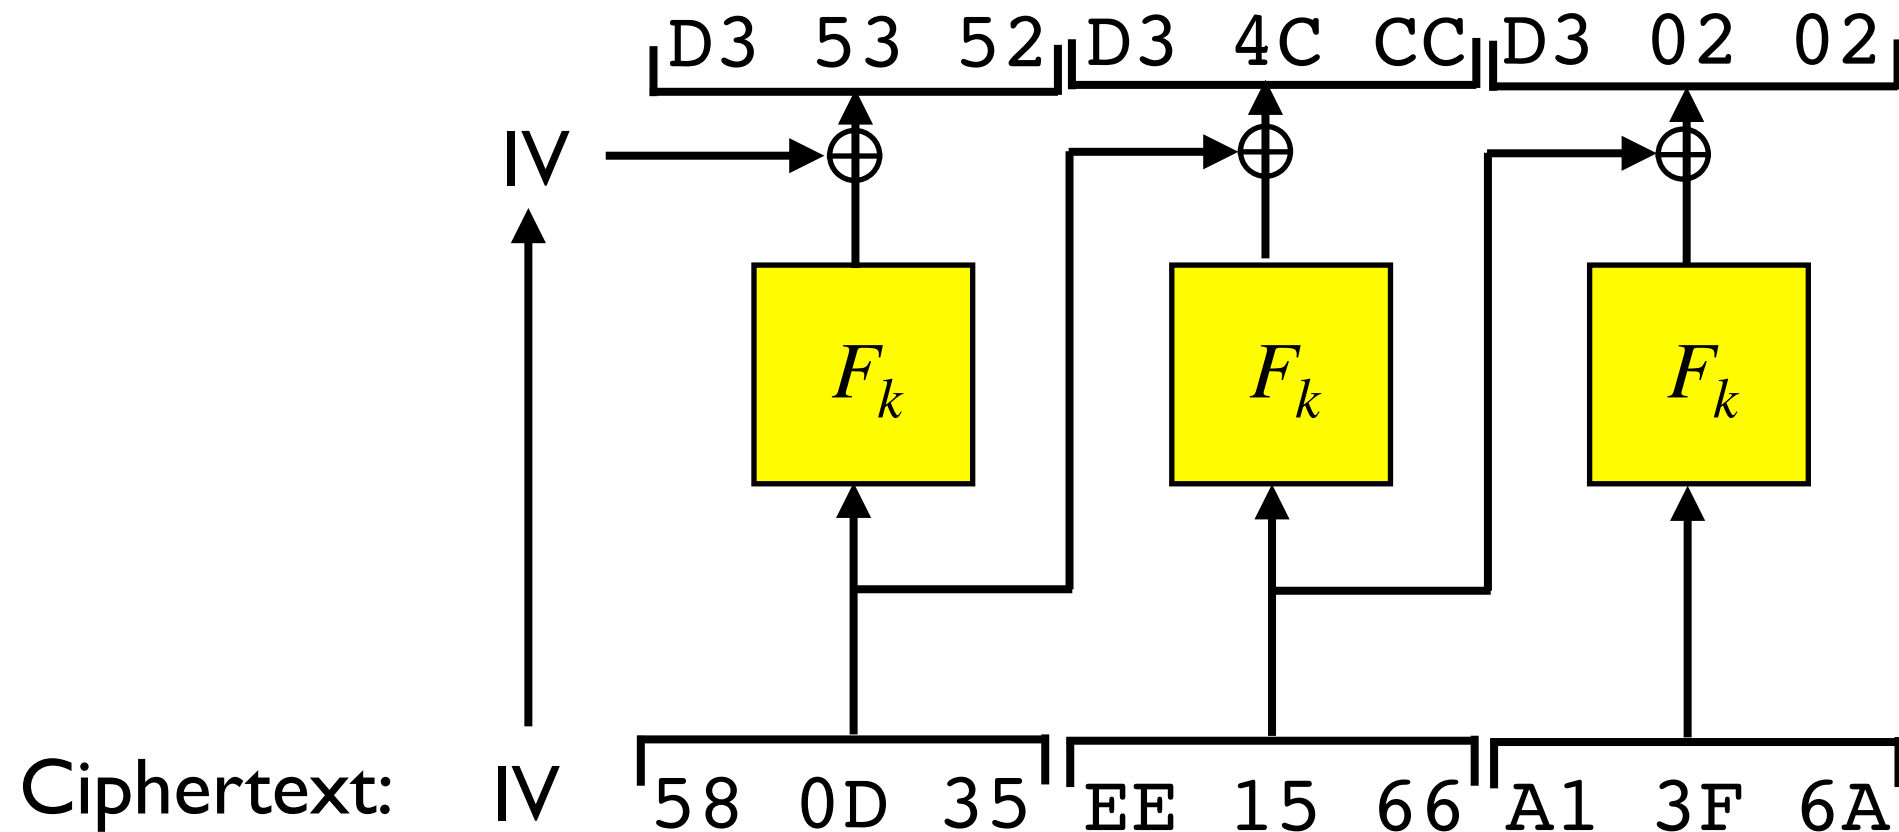 D3 53 52 D3 4C CC D3 02 02
IV
Fk Fk Fk
Ciphertext: IV 58 0D 35 EE 15 66 A1 3F 6A